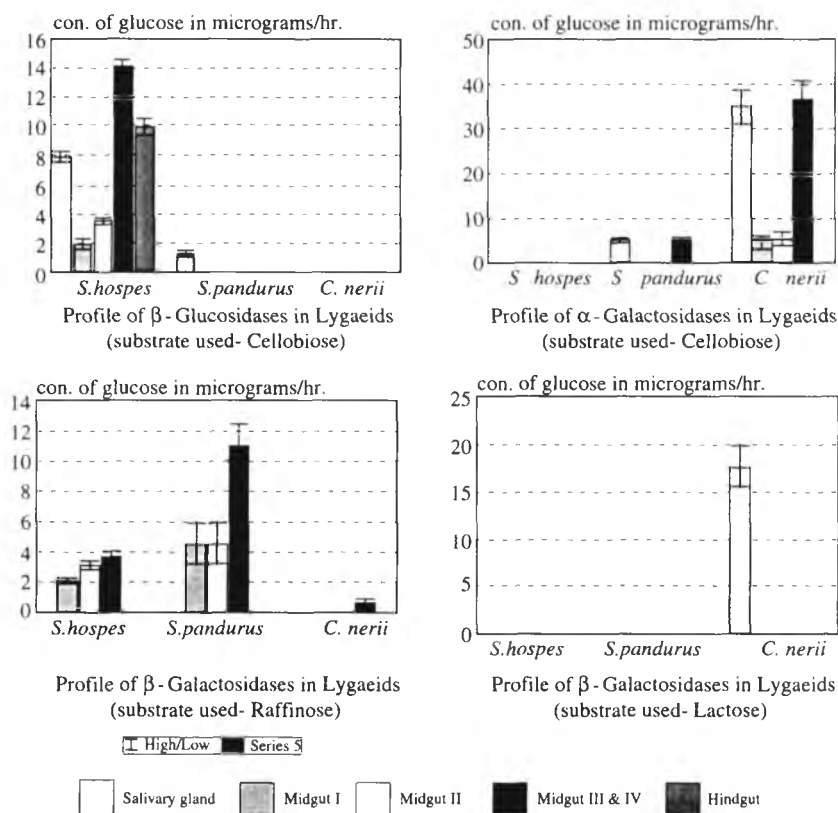 con. of glucose in micrograms/hr.
16
14
12
10
8
6
4
2
0
S.hospes S.pandurus C. nerii
Profile of β-Glucosidases in Lygaeids
(substrate used- Cellobiose)
con. of glucose in micrograms/hr.
50
40
30
20
10
0
S hospes S pandurus C nerii
Profile of α-Galactosidases in Lygaeids
(substrate used- Cellobiose)
con. of glucose in micrograms/hr.
14
12
10
8
6
4
2
0
S.hospes S.pandurus C. nerii
Profile of β-Galactosidases in Lygaeids
(substrate used- Raffinose)
con. of glucose in micrograms/hr.
25
20
15
10
5
0
S.hospes S.pandurus C. nerii
Profile of β-Galactosidases in Lygaeids
(substrate used- Lactose)
High/Low Series 5
Salivary gland Midgut I Midgut II Midgut III & IV Hindgut